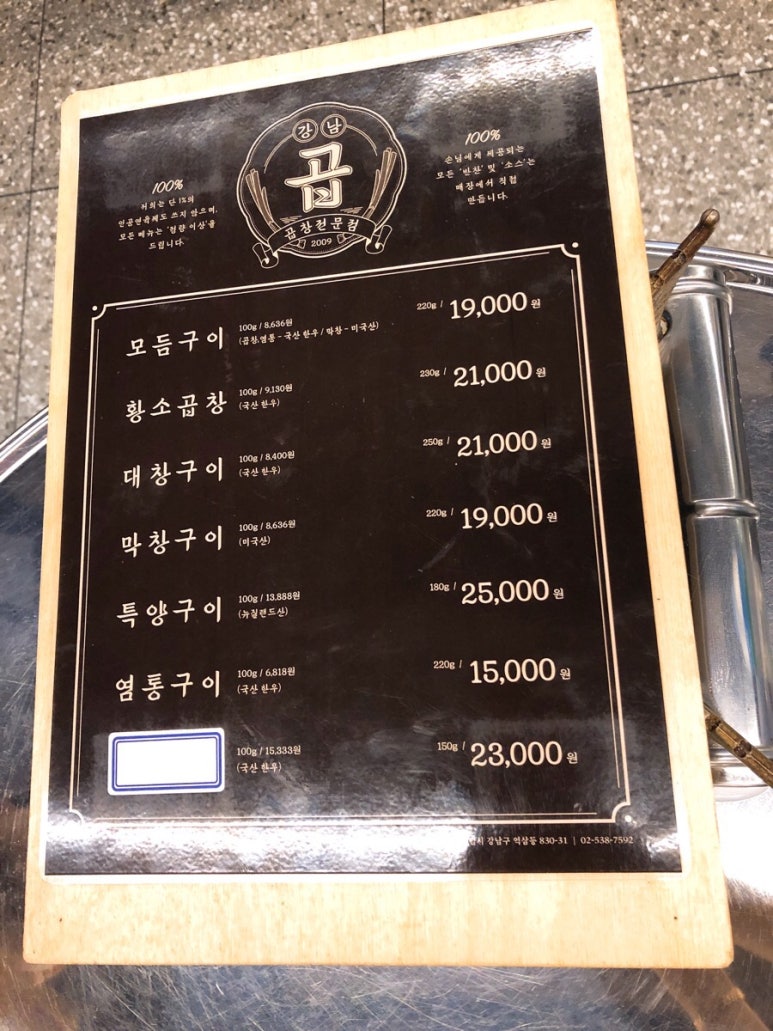 강남
곱
곱창전문점
2009
100%
저희는 단 1%의
인공연육제도 쓰지 않으며,
모든 메뉴는 '정량 이상'을
드립니다.
100%
손님에게 제공되는
모든 '반찬' 및 '소스'는
매장에서 직접
만듭니다.
모듬구이 100g / 8,636원 (곱창,염통 - 국산 한우 / 막창 - 미국산) 220g / 19,000원
황소곱창 100g / 9,130원 (국산 한우) 230g / 21,000원
대창구이 100g / 8,400원 (국산 한우) 250g / 21,000원
막창구이 100g / 8,636원 (미국산) 220g / 19,000원
특양구이 100g / 13,888원 (뉴질랜드산) 180g / 25,000원
염통구이 100g / 6,818원 (국산 한우) 220g / 15,000원
100g / 15,333원 (국산 한우) 150g / 23,000원
강남구 역삼동 830-31 | 02-538-7592